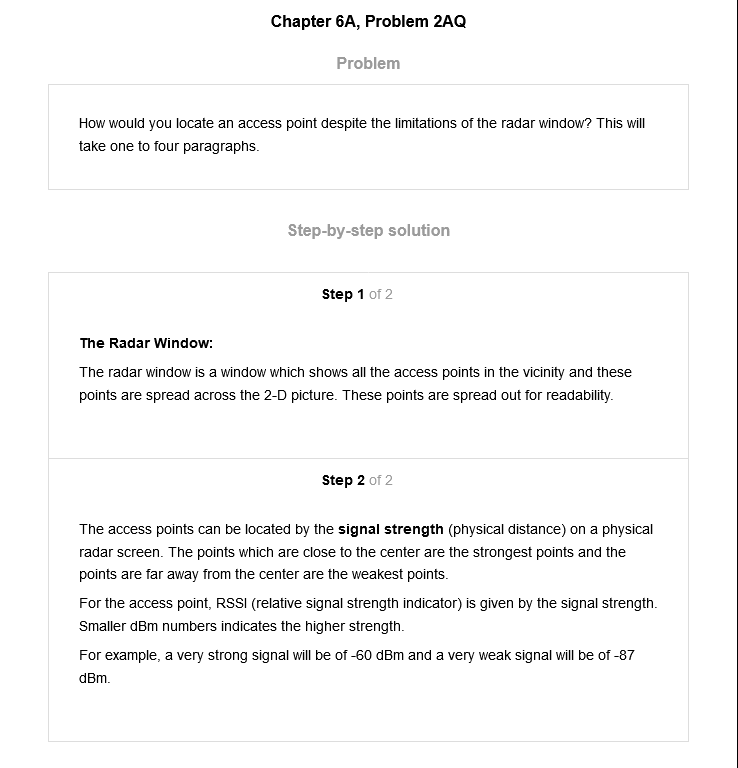 Chapter 6A, Problem 2AQ
Problem
How would you locate an access point despite the limitations of the radar window? This will
take one to four paragraphs.
Step-by-step solution
Step 1 of 2
The Radar Window:
The radar window is a window which shows all the access points in the vicinity and these
points are spread across the 2-D picture. These points are spread out for readability.
Step 2 of 2
The access points can be located by the signal strength (physical distance) on a physical
radar screen. The points which are close to the center are the strongest points and the
points are far away from the center are the weakest points.
For the access point, RSSI (relative signal strength indicator) is given by the signal strength.
Smaller dBm numbers indicates the higher strength.
For example, a very strong signal will be of -60 dBm and a very weak signal will be of -87
dBm.